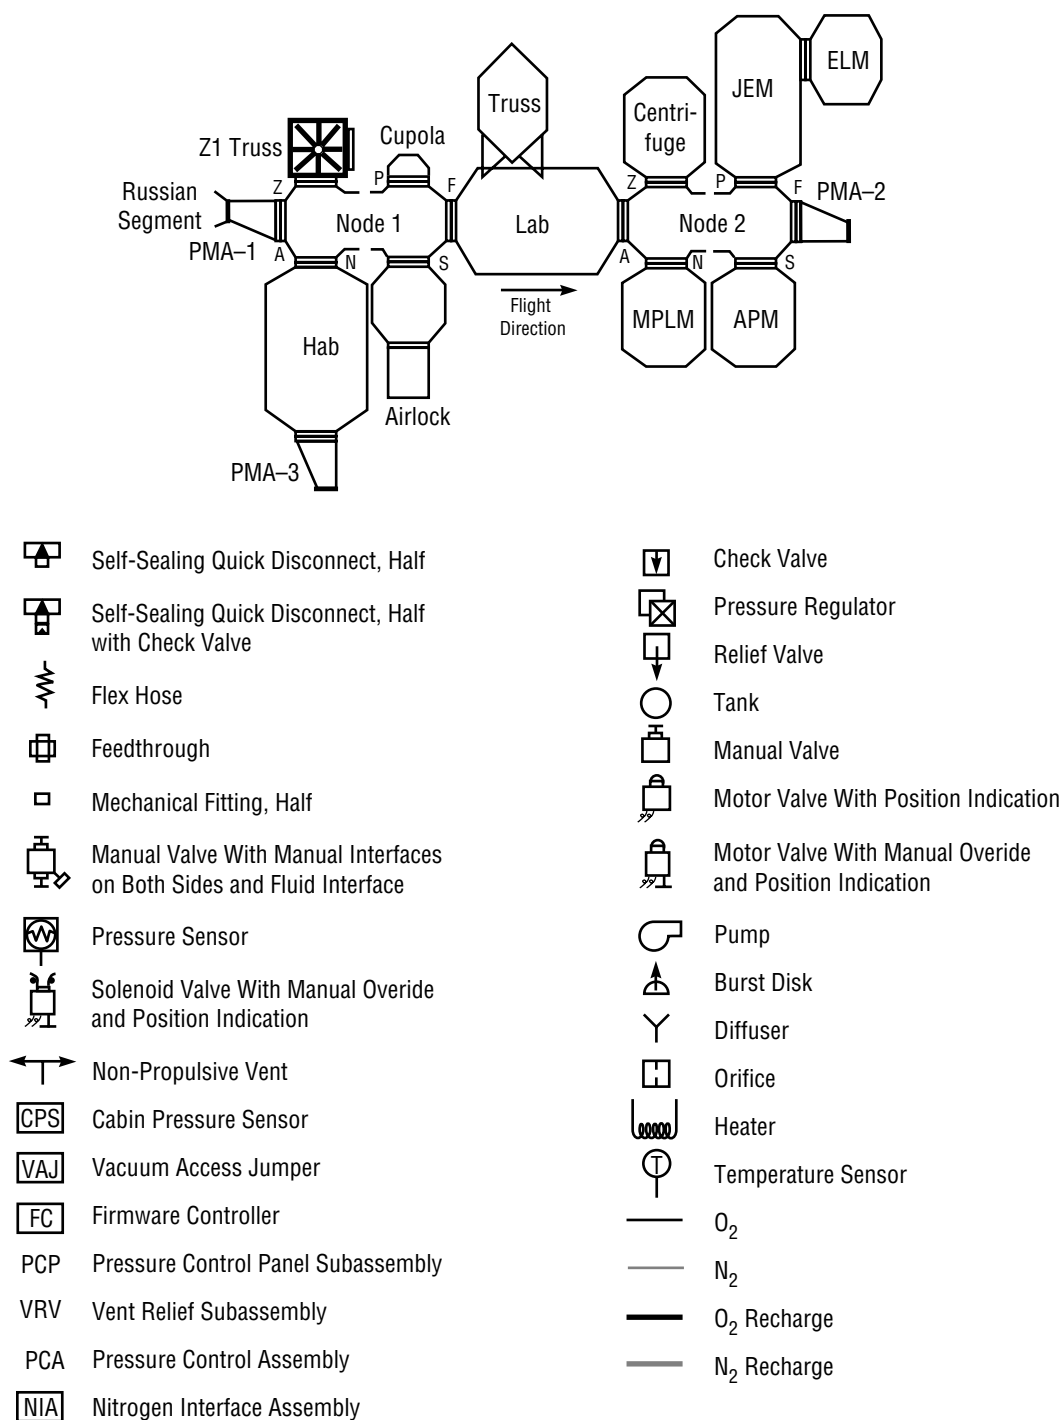 ELM
JEM
Truss
Centri-
fuge
Cupola
Z1 Truss
Z
P
F
Z
P
F
PMA–2
Russian
Segment
Node 1
Lab
Node 2
PMA–1
A
N
S
A
N
S
Flight
Direction
MPLM
APM
Hab
Airlock
PMA–3
Self-Sealing Quick Disconnect, Half
Self-Sealing Quick Disconnect, Half
with Check Valve
Flex Hose
Feedthrough
Mechanical Fitting, Half
Manual Valve With Manual Interfaces
on Both Sides and Fluid Interface
Pressure Sensor
Solenoid Valve With Manual Overide
and Position Indication
Non-Propulsive Vent
CPS Cabin Pressure Sensor
VAJ Vacuum Access Jumper
FC Firmware Controller
PCP Pressure Control Panel Subassembly
VRV Vent Relief Subassembly
PCA Pressure Control Assembly
NIA Nitrogen Interface Assembly
Check Valve
Pressure Regulator
Relief Valve
Tank
Manual Valve
Motor Valve With Position Indication
Motor Valve With Manual Overide
and Position Indication
Pump
Burst Disk
Diffuser
Orifice
Heater
T Temperature Sensor
O2
N2
O2 Recharge
N2 Recharge